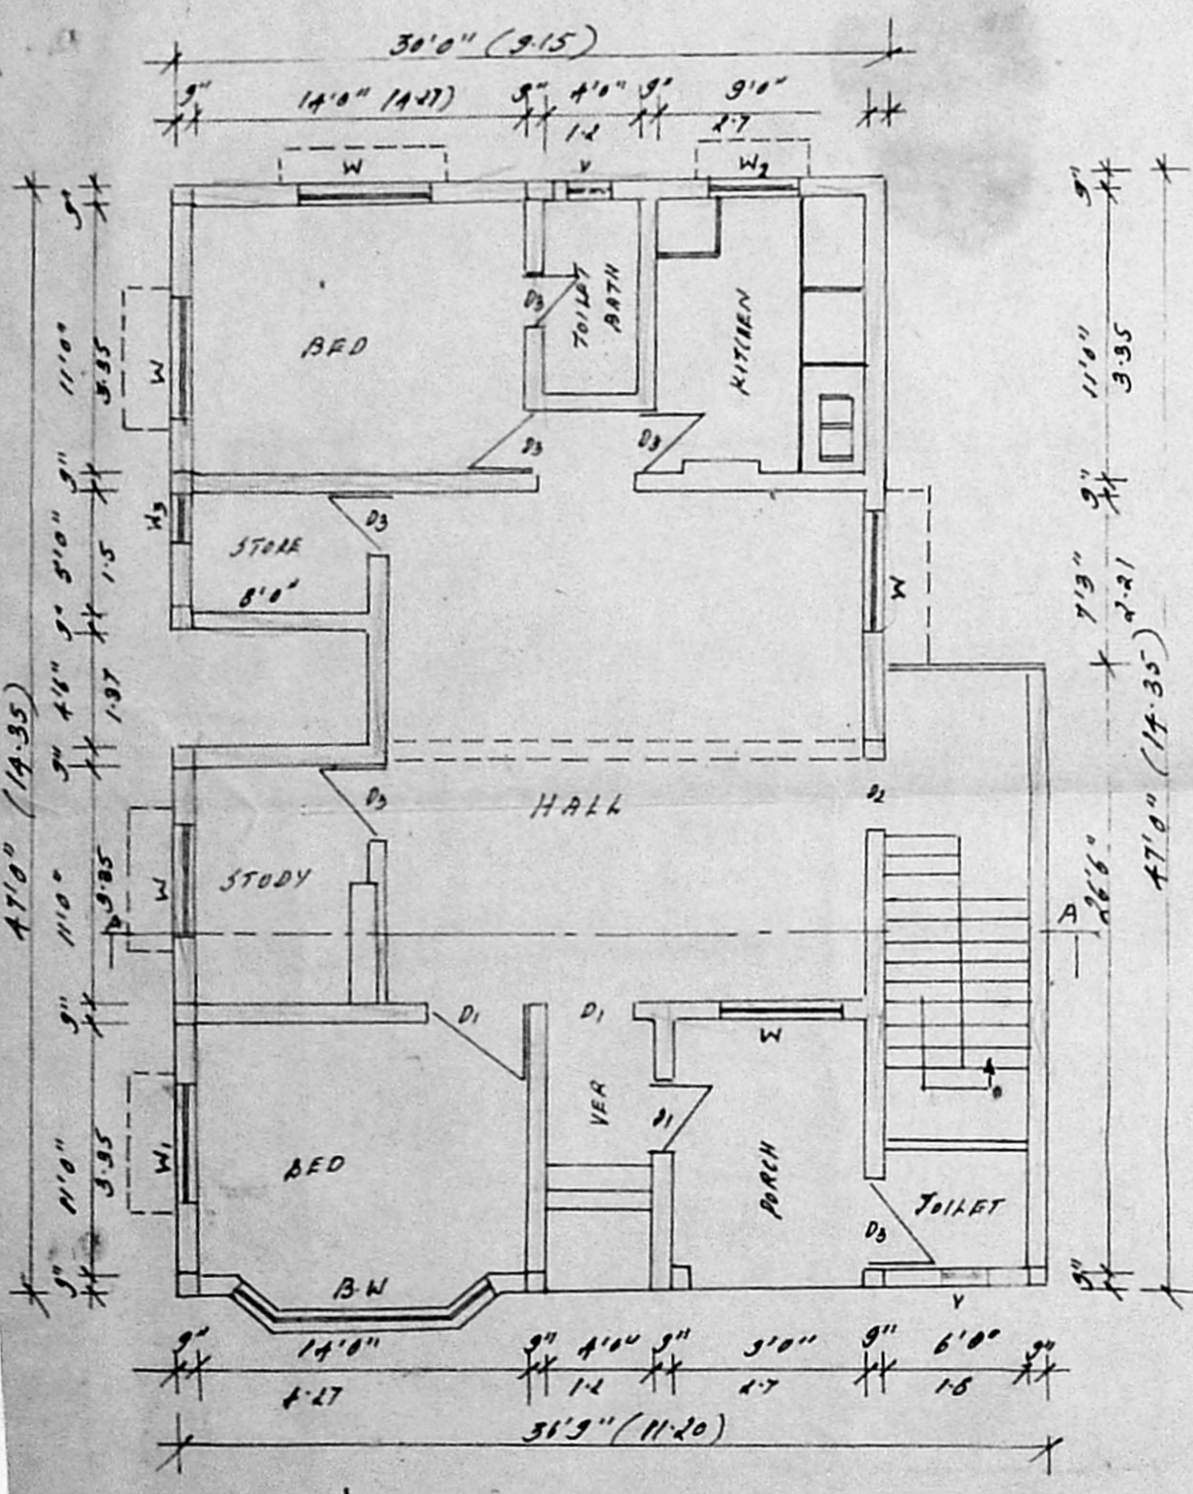 30'0" (9.15)
9" 14'0" (4.27) 9" 4'0" 9" 9'0"
1.2 2.7
W V W2
9" 9"
BED D3 TOILET BATH KITCHEN
W 11'0" 3.35 11'0" 3.35
D3 D3
9" 9"
W3 STORE D3
8'0"
5'0" 1.5 W 7'3" 2.21
9"
4'6" 1.37
47'0" (14.35) 47'0" (14.35)
9"
D3 HALL D2
W STUDY
11'0" 3.35 A 26'6"
9" D1 D1 W
VER D1
W1 BED PORCH TOILET
11'0" 3.35 D3
9" B.W V 9"
9" 14'0" 9" 4'0" 9" 9'0" 9" 6'0" 9"
4.27 1.2 2.7 1.8
36'9" (11.20)